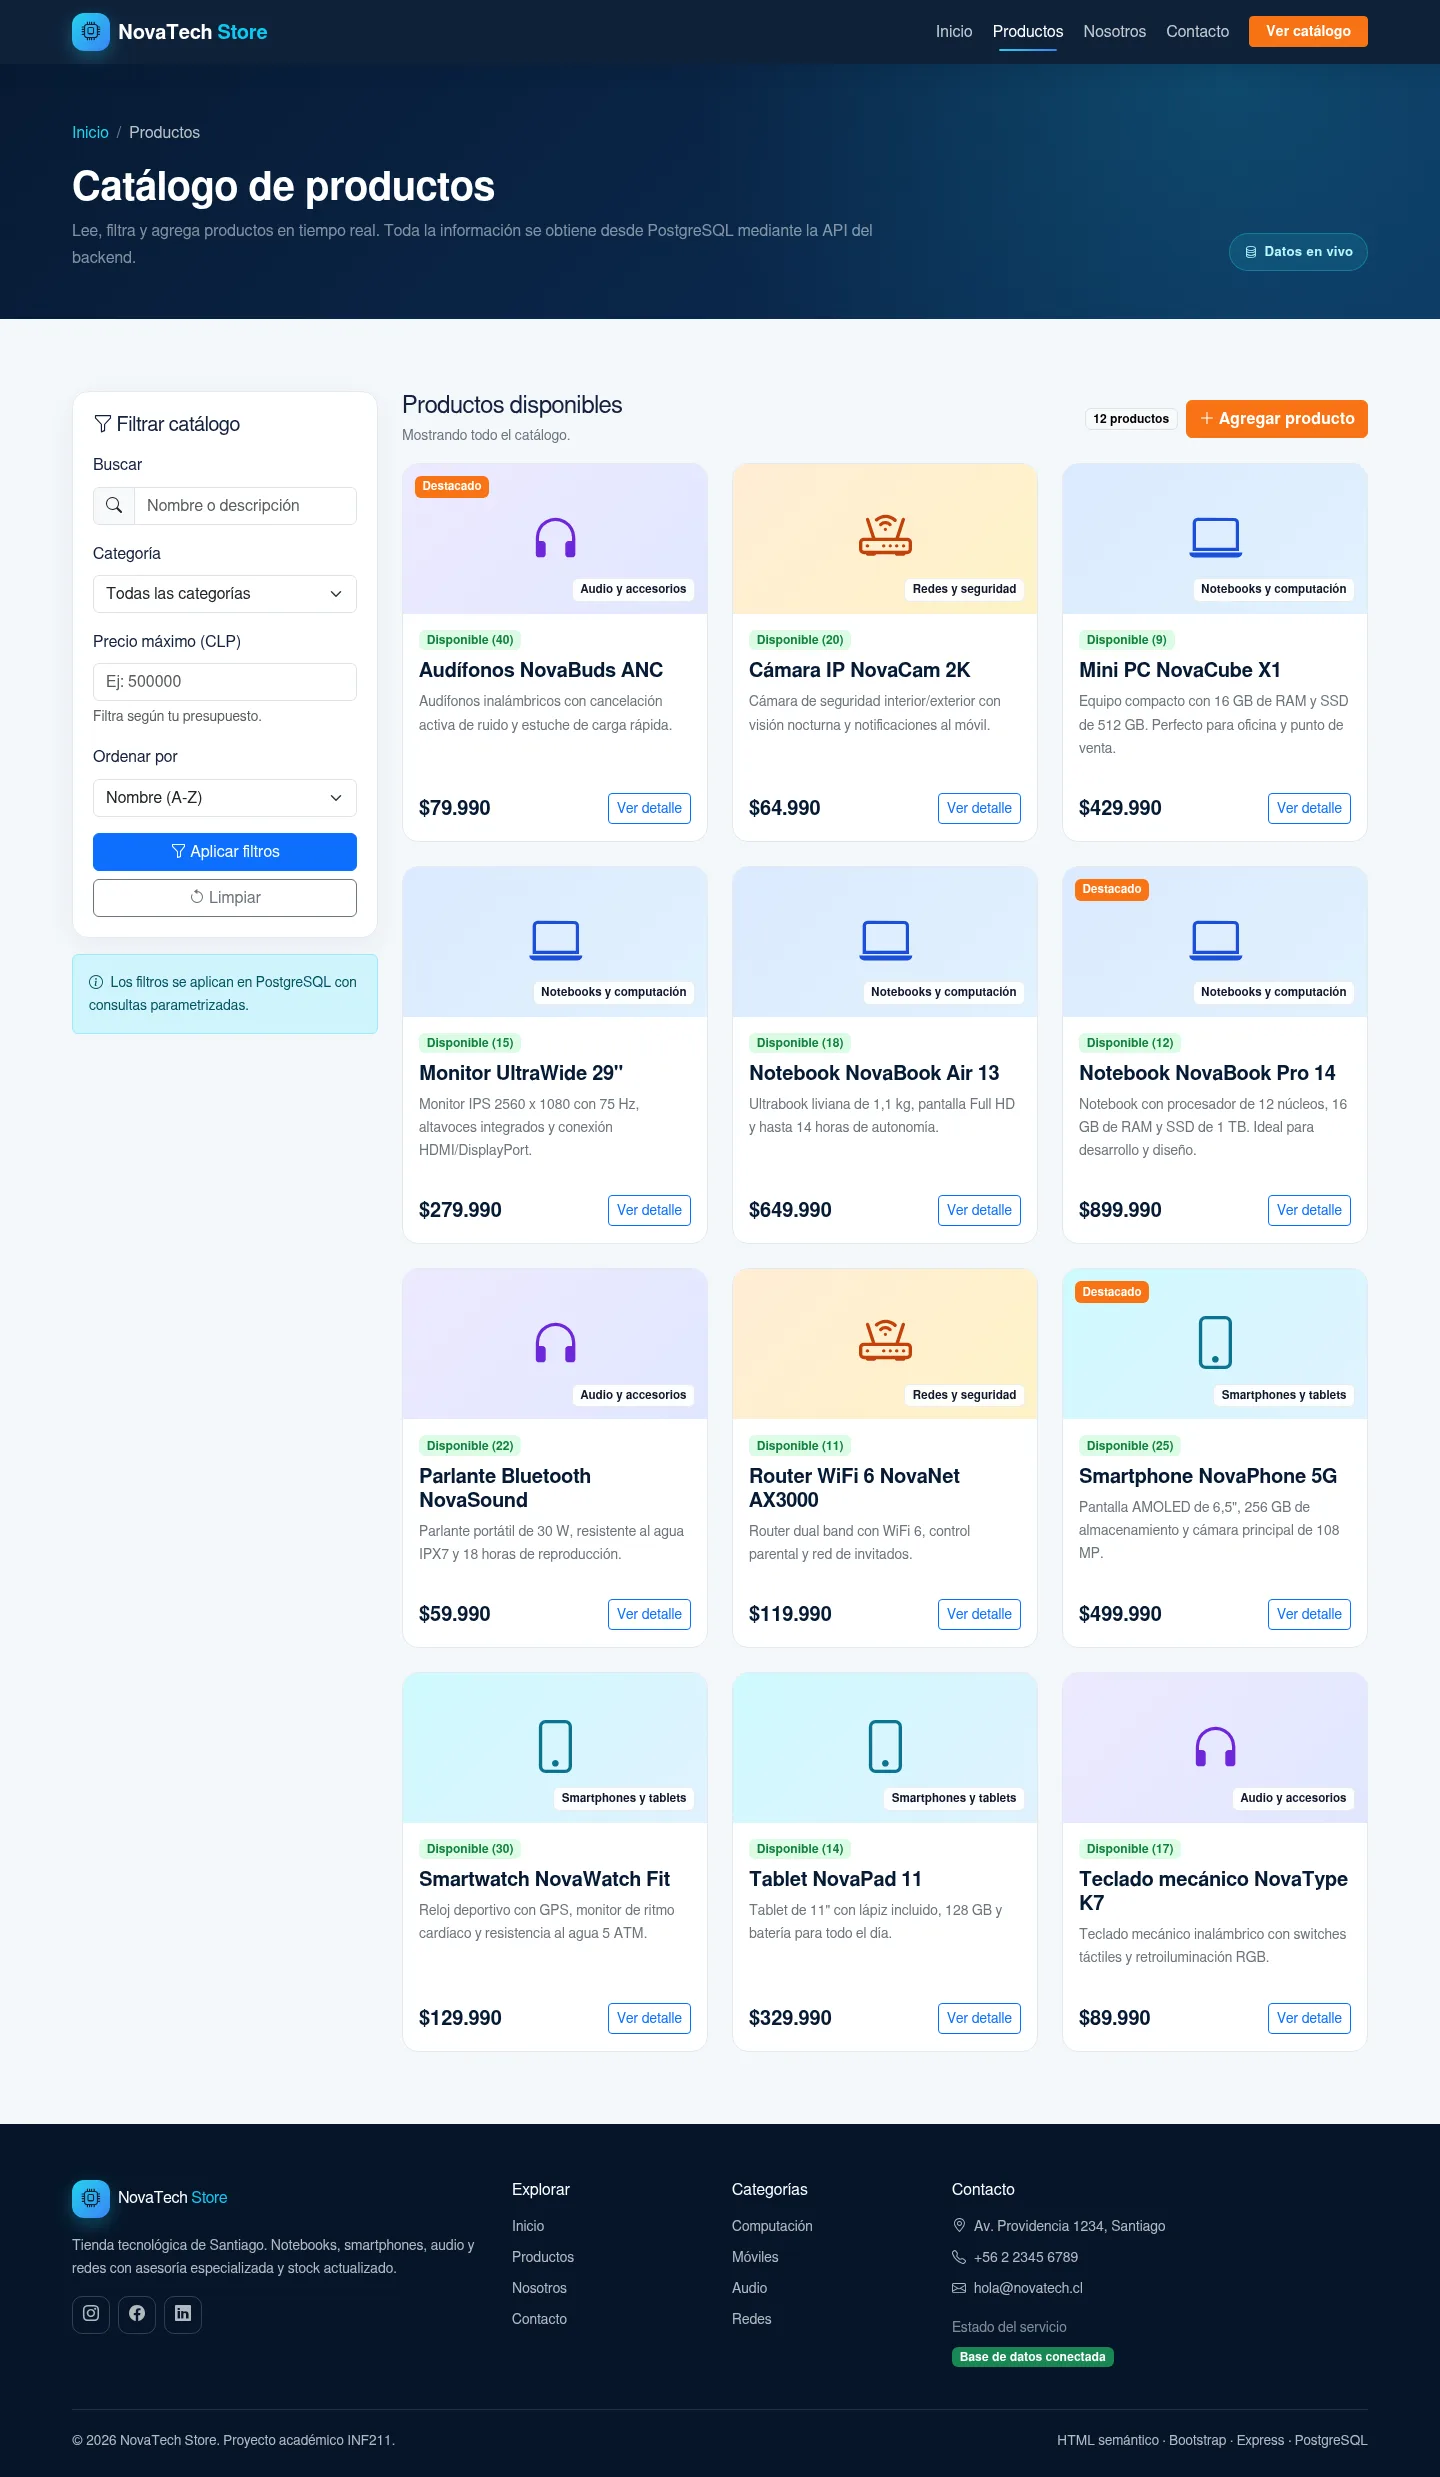 NovaTech Store
Inicio
Productos
Nosotros
Contacto
Ver catálogo
Inicio / Productos
Catálogo de productos
Lee, filtra y agrega productos en tiempo real. Toda la información se obtiene desde PostgreSQL mediante la API del
backend.
Datos en vivo
Filtrar catálogo
Buscar
Nombre o descripción
Categoría
Todas las categorías
Precio máximo (CLP)
Ej: 500000
Filtra según tu presupuesto.
Ordenar por
Nombre (A-Z)
Aplicar filtros
Limpiar
Los filtros se aplican en PostgreSQL con
consultas parametrizadas.
Productos disponibles
Mostrando todo el catálogo.
12 productos
+ Agregar producto
Destacado
Audio y accesorios
Disponible (40)
Audífonos NovaBuds ANC
Audífonos inalámbricos con cancelación
activa de ruido y estuche de carga rápida.
$79.990
Ver detalle
Redes y seguridad
Disponible (20)
Cámara IP NovaCam 2K
Cámara de seguridad interior/exterior con
visión nocturna y notificaciones al móvil.
$64.990
Ver detalle
Notebooks y computación
Disponible (9)
Mini PC NovaCube X1
Equipo compacto con 16 GB de RAM y SSD
de 512 GB. Perfecto para oficina y punto de
venta.
$429.990
Ver detalle
Notebooks y computación
Disponible (15)
Monitor UltraWide 29"
Monitor IPS 2560 x 1080 con 75 Hz,
altavoces integrados y conexión
HDMI/DisplayPort.
$279.990
Ver detalle
Notebooks y computación
Disponible (18)
Notebook NovaBook Air 13
Ultrabook liviana de 1,1 kg, pantalla Full HD
y hasta 14 horas de autonomía.
$649.990
Ver detalle
Destacado
Notebooks y computación
Disponible (12)
Notebook NovaBook Pro 14
Notebook con procesador de 12 núcleos, 16
GB de RAM y SSD de 1 TB. Ideal para
desarrollo y diseño.
$899.990
Ver detalle
Audio y accesorios
Disponible (22)
Parlante Bluetooth
NovaSound
Parlante portátil de 30 W, resistente al agua
IPX7 y 18 horas de reproducción.
$59.990
Ver detalle
Redes y seguridad
Disponible (11)
Router WiFi 6 NovaNet
AX3000
Router dual band con WiFi 6, control
parental y red de invitados.
$119.990
Ver detalle
Destacado
Smartphones y tablets
Disponible (25)
Smartphone NovaPhone 5G
Pantalla AMOLED de 6,5", 256 GB de
almacenamiento y cámara principal de 108
MP.
$499.990
Ver detalle
Smartphones y tablets
Disponible (30)
Smartwatch NovaWatch Fit
Reloj deportivo con GPS, monitor de ritmo
cardíaco y resistencia al agua 5 ATM.
$129.990
Ver detalle
Smartphones y tablets
Disponible (14)
Tablet NovaPad 11
Tablet de 11" con lápiz incluido, 128 GB y
batería para todo el día.
$329.990
Ver detalle
Audio y accesorios
Disponible (17)
Teclado mecánico NovaType
K7
Teclado mecánico inalámbrico con switches
táctiles y retroiluminación RGB.
$89.990
Ver detalle
NovaTech Store
Tienda tecnológica de Santiago. Notebooks, smartphones, audio y
redes con asesoría especializada y stock actualizado.
Explorar
Inicio
Productos
Nosotros
Contacto
Categorías
Computación
Móviles
Audio
Redes
Contacto
Av. Providencia 1234, Santiago
+56 2 2345 6789
hola@novatech.cl
Estado del servicio
Base de datos conectada
© 2026 NovaTech Store. Proyecto académico INF211.
HTML semántico · Bootstrap · Express · PostgreSQL